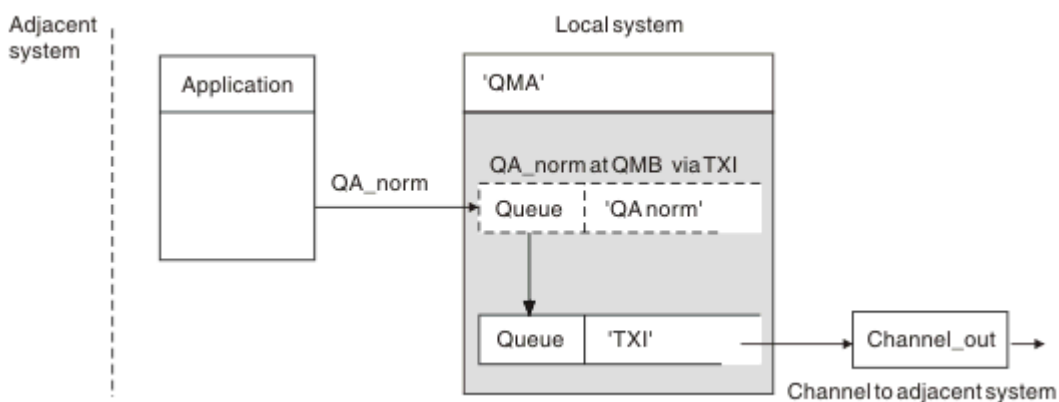 Adjacent
system
Local system
Application
'QMA'
QA_norm at QMB via TXI
QA_norm
Queue 'QA norm'
Queue 'TXI'
Channel_out
Channel to adjacent system